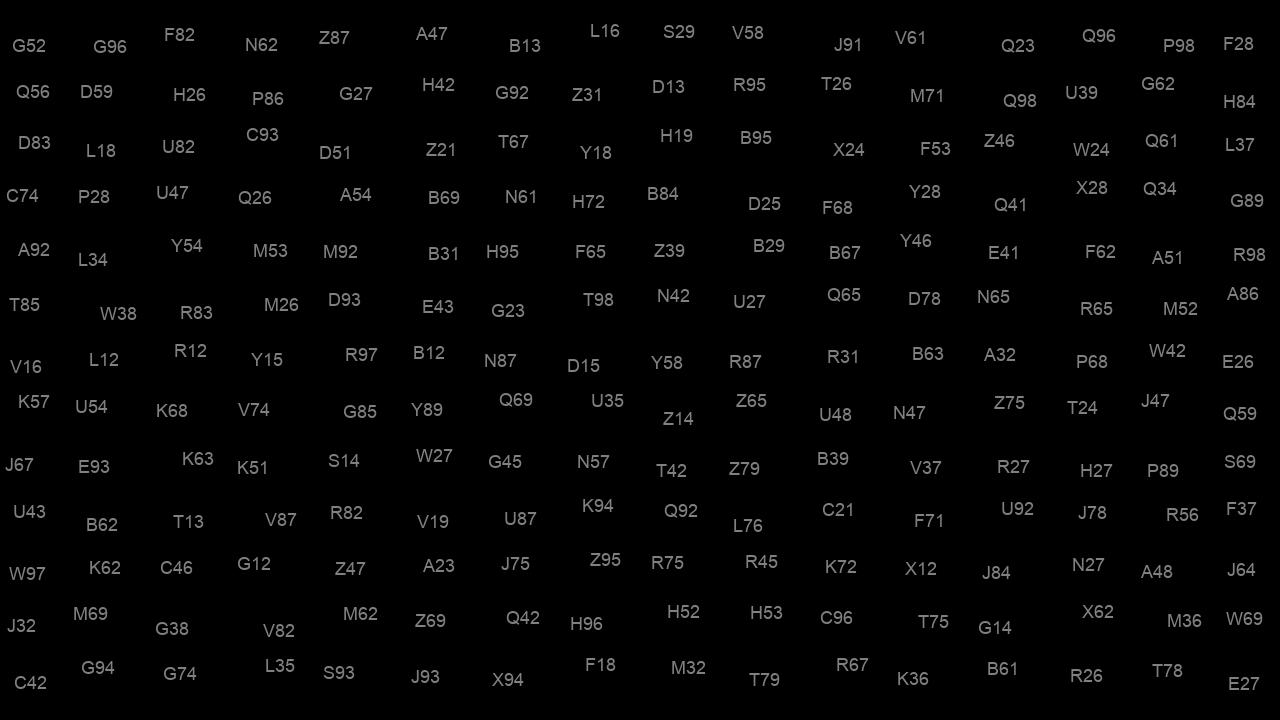 G52 G96 F82 N62 Z87 A47 B13 L16 S29 V58 J91 V61 Q23 Q96 P98 F28
Q56 D59 H26 P86 G27 H42 G92 Z31 D13 R95 T26 M71 Q98 U39 G62 H84
D83 L18 U82 C93 D51 Z21 T67 Y18 H19 B95 X24 F53 Z46 W24 Q61 L37
C74 P28 U47 Q26 A54 B69 N61 H72 B84 D25 F68 Y28 Q41 X28 Q34 G89
A92 L34 Y54 M53 M92 B31 H95 F65 Z39 B29 B67 Y46 E41 F62 A51 R98
T85 W38 R83 M26 D93 E43 G23 T98 N42 U27 Q65 D78 N65 R65 M52 A86
V16 L12 R12 Y15 R97 B12 N87 D15 Y58 R87 R31 B63 A32 P68 W42 E26
K57 U54 K68 V74 G85 Y89 Q69 U35 Z14 Z65 U48 N47 Z75 T24 J47 Q59
J67 E93 K63 K51 S14 W27 G45 N57 T42 Z79 B39 V37 R27 H27 P89 S69
U43 B62 T13 V87 R82 V19 U87 K94 Q92 L76 C21 F71 U92 J78 R56 F37
W97 K62 C46 G12 Z47 A23 J75 Z95 R75 R45 K72 X12 J84 N27 A48 J64
J32 M69 G38 V82 M62 Z69 Q42 H96 H52 H53 C96 T75 G14 X62 M36 W69
C42 G94 G74 L35 S93 J93 X94 F18 M32 T79 R67 K36 B61 R26 T78 E27